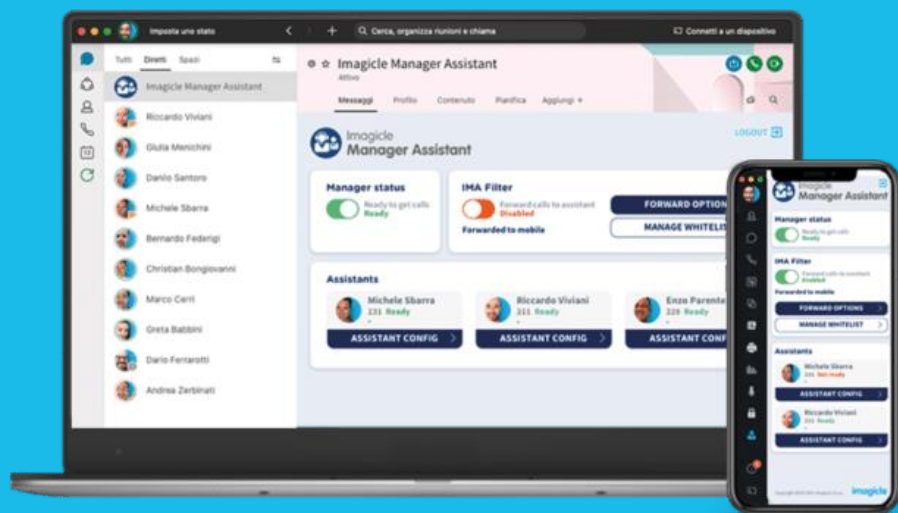 Imposta uno stato
Cerca, organizza riunioni e chiama
Connetti a un dispositivo
Tutti Diretti Spazi
Imagicle Manager Assistant
Riccardo Viviani
Giulia Menichini
Danilo Santoro
Michele Sbarra
Bernardo Federigi
Christian Bongiovanni
Marco Cerri
Greta Babbini
Dario Ferrarotti
Andrea Zerbinati
Imagicle Manager Assistant
Attivo
Messaggi Profilo Contenuto Pianifica Aggiungi +
Imagicle
Manager Assistant
LOGOUT
Manager status
Ready to get calls
Ready
IMA Filter
Forward calls to assistant
Disabled
Forwarded to mobile
FORWARD OPTION
MANAGE WHITELIS
Assistants
Michele Sbarra
231 Ready
ASSISTANT CONFIG
Riccardo Viviani
211 Ready
ASSISTANT CONFIG
Enzo Parente
220 Ready
ASSISTANT CONF
Imagicle
Manager Assistant
Manager status
Ready to get calls
Ready
IMA Filter
Forward calls to assistant
Enabled
Forwarded to mobile
FORWARD OPTIONS
MANAGE WHITELIST
Assistants
Michele Sbarra
231 Not ready
ASSISTANT CONFIG
Riccardo Viviani
211 Ready
ASSISTANT CONFIG
imagicle